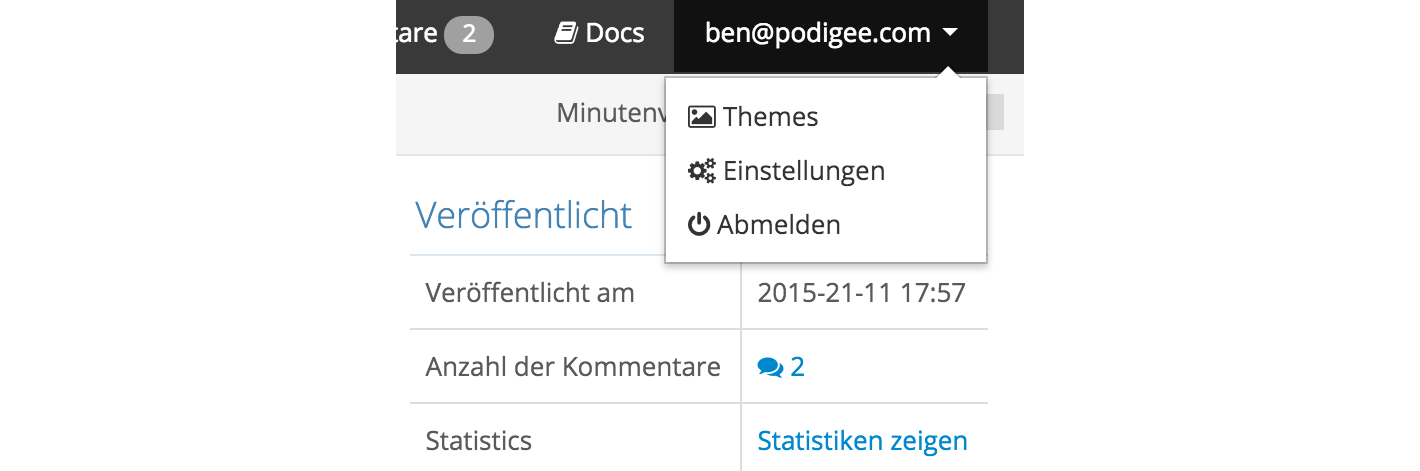 tare 2 Docs ben@podigee.com
Minutenv
Themes
Einstellungen
Abmelden
Veröffentlicht
Veröffentlicht am 2015-21-11 17:57
Anzahl der Kommentare 2
Statistics Statistiken zeigen